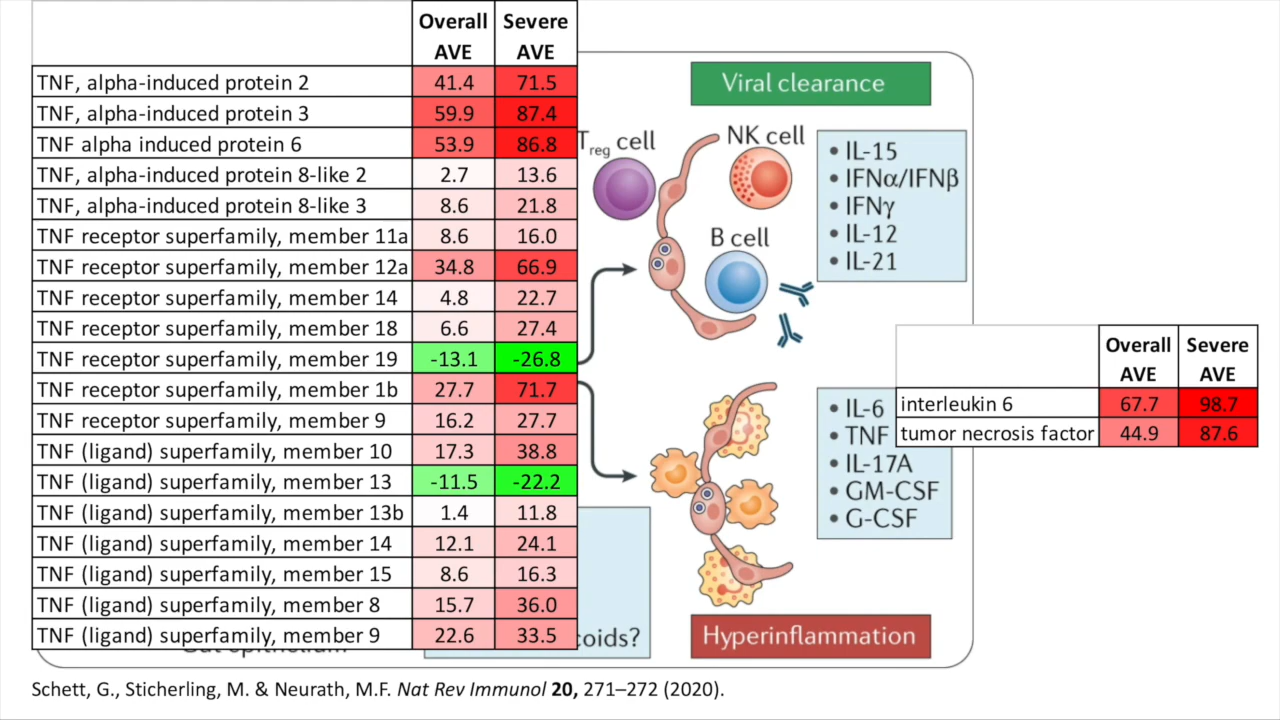 Overall Severe
AVE AVE
TNF, alpha-induced protein 2 41.4 71.5
TNF, alpha-induced protein 3 59.9 87.4
TNF alpha induced protein 6 53.9 86.8
TNF, alpha-induced protein 8-like 2 2.7 13.6
TNF, alpha-induced protein 8-like 3 8.6 21.8
TNF receptor superfamily, member 11a 8.6 16.0
TNF receptor superfamily, member 12a 34.8 66.9
TNF receptor superfamily, member 14 4.8 22.7
TNF receptor superfamily, member 18 6.6 27.4
TNF receptor superfamily, member 19 -13.1 -26.8
TNF receptor superfamily, member 1b 27.7 71.7
TNF receptor superfamily, member 9 16.2 27.7
TNF (ligand) superfamily, member 10 17.3 38.8
TNF (ligand) superfamily, member 13 -11.5 -22.2
TNF (ligand) superfamily, member 13b 1.4 11.8
TNF (ligand) superfamily, member 14 12.1 24.1
TNF (ligand) superfamily, member 15 8.6 16.3
TNF (ligand) superfamily, member 8 15.7 36.0
TNF (ligand) superfamily, member 9 22.6 33.5
Viral clearance
Treg cell
NK cell
B cell
• IL-15
• IFNα/IFNβ
• IFNγ
• IL-12
• IL-21
• IL-6
• TNF
• IL-17A
• GM-CSF
• G-CSF
Overall Severe
AVE AVE
interleukin 6 67.7 98.7
tumor necrosis factor 44.9 87.6
coids?
Hyperinflammation
Schett, G., Sticherling, M. & Neurath, M.F. Nat Rev Immunol 20, 271–272 (2020).